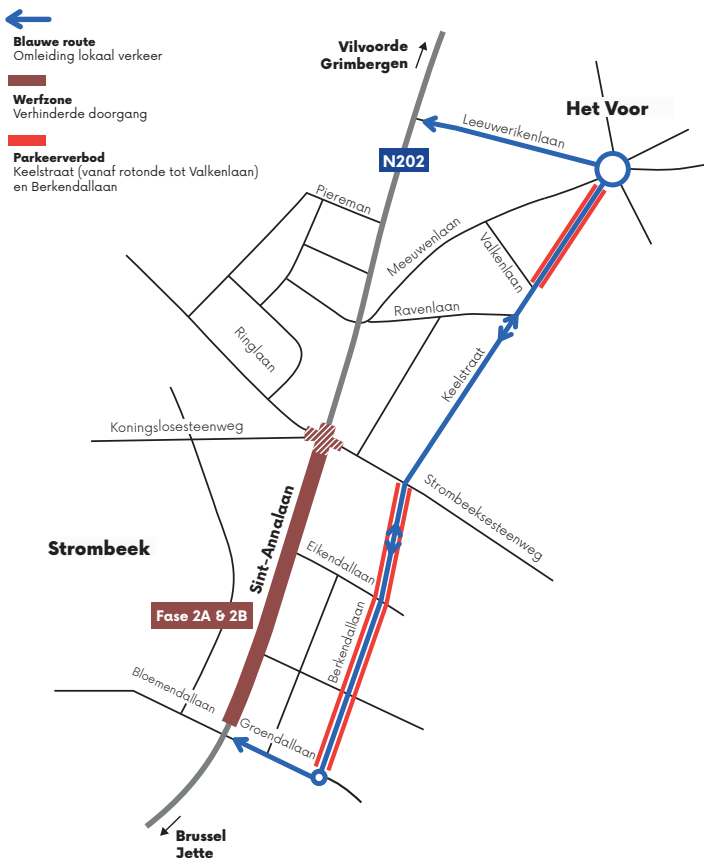 Blauwe route
Omleiding lokaal verkeer
Werfzone
Verhinderde doorgang
Parkeerverbod
Keelstraat (vanaf rotonde tot Valkenlaan)
en Berkendallaan
Vilvoorde
Grimbergen
Het Voor
Leeuwerikenlaan
N202
Piereman
Meeuwenlaan
Valkenlaan
Ravenlaan
Ringlaan
Keelstraat
Koningslosesteenweg
Strombeeksesteenweg
Strombeek
Sint-Annalaan
Eikendallaan
Fase 2A & 2B
Berkendallaan
Bloemendallaan
Groendallaan
Brussel
Jette